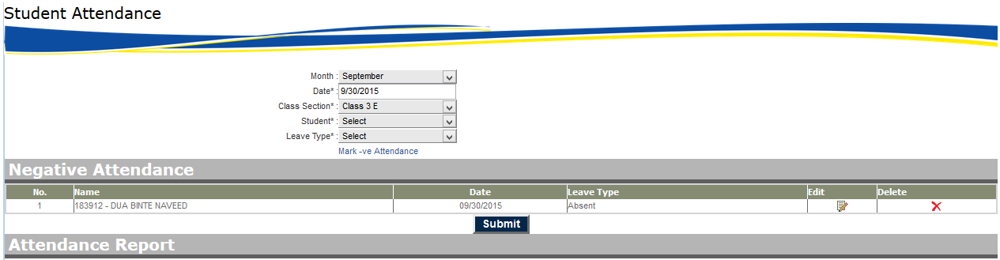 Student Attendance
Month : September
Date* : 9/30/2015
Class Section* : Class 3 E
Student* : Select
Leave Type* : Select
Mark -ve Attendance
Negative Attendance
No. Name Date Leave Type Edit Delete
1 183912 - DUA BINTE NAVEED 09/30/2015 Absent
Submit
Attendance Report